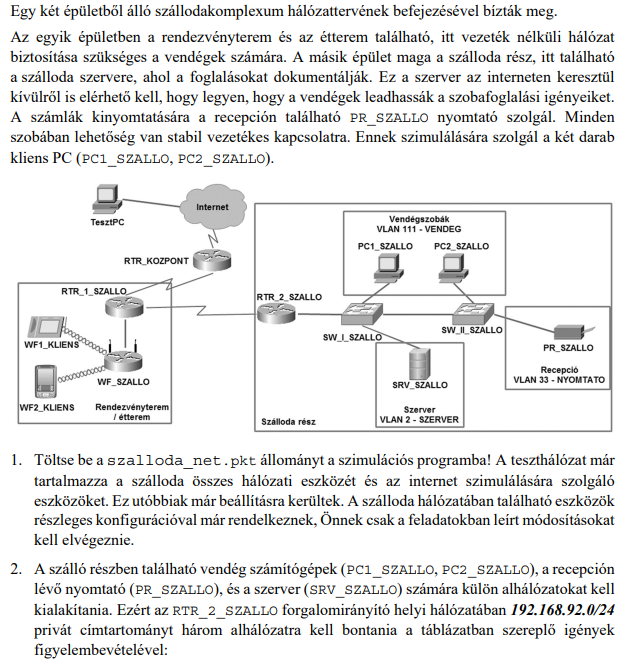 Egy két épületből álló szállodakomplexum hálózattervének befejezésével bízták meg.
Az egyik épületben a rendezvényterem és az étterem található, itt vezeték nélküli hálózat
biztosítása szükséges a vendégek számára. A másik épület maga a szálloda rész, itt található
a szálloda szervere, ahol a foglalásokat dokumentálják. Ez a szerver az interneten keresztül
kívülről is elérhető kell, hogy legyen, hogy a vendégek leadhassák a szobafoglalási igényeiket.
A számlák kinyomtatására a recepción található PR_SZALLO nyomtató szolgál. Minden
szobában lehetőség van stabil vezetékes kapcsolatra. Ennek szimulálására szolgál a két darab
kliens PC (PC1_SZALLO, PC2_SZALLO).
TesztPC
Internet
RTR_KOZPONT
Vendégszobák
VLAN 111 - VENDEG
PC1_SZALLO
PC2_SZALLO
RTR_1_SZALLO
RTR_2_SZALLO
SW_I_SZALLO
SW_II_SZALLO
WF1_KLIENS
WF_SZALLO
WF2_KLIENS
Rendezvényterem
/ étterem
PR_SZALLO
Recepció
VLAN 33 - NYOMTATO
SRV_SZALLO
Szerver
VLAN 2 - SZERVER
Szálloda rész
1. Töltse be a szalloda_net.pkt állományt a szimulációs programba! A teszthálózat már
tartalmazza a szálloda összes hálózati eszközét és az internet szimulálására szolgáló
eszközöket. Ez utóbbiak már beállításra kerültek. A szálloda hálózatában található eszközök
részleges konfigurációval már rendelkeznek, Önnek csak a feladatokban leírt módosításokat
kell elvégeznie.
2. A szálló részben található vendég számítógépek (PC1_SZALLO, PC2_SZALLO), a recepción
lévő nyomtató (PR_SZALLO), és a szerver (SRV_SZALLO) számára külön alhálózatokat kell
kialakítania. Ezért az RTR_2_SZALLO forgalomirányító helyi hálózatában 192.168.92.0/24
privát címtartományt három alhálózatra kell bontania a táblázatban szereplő igények
figyelembevételével: